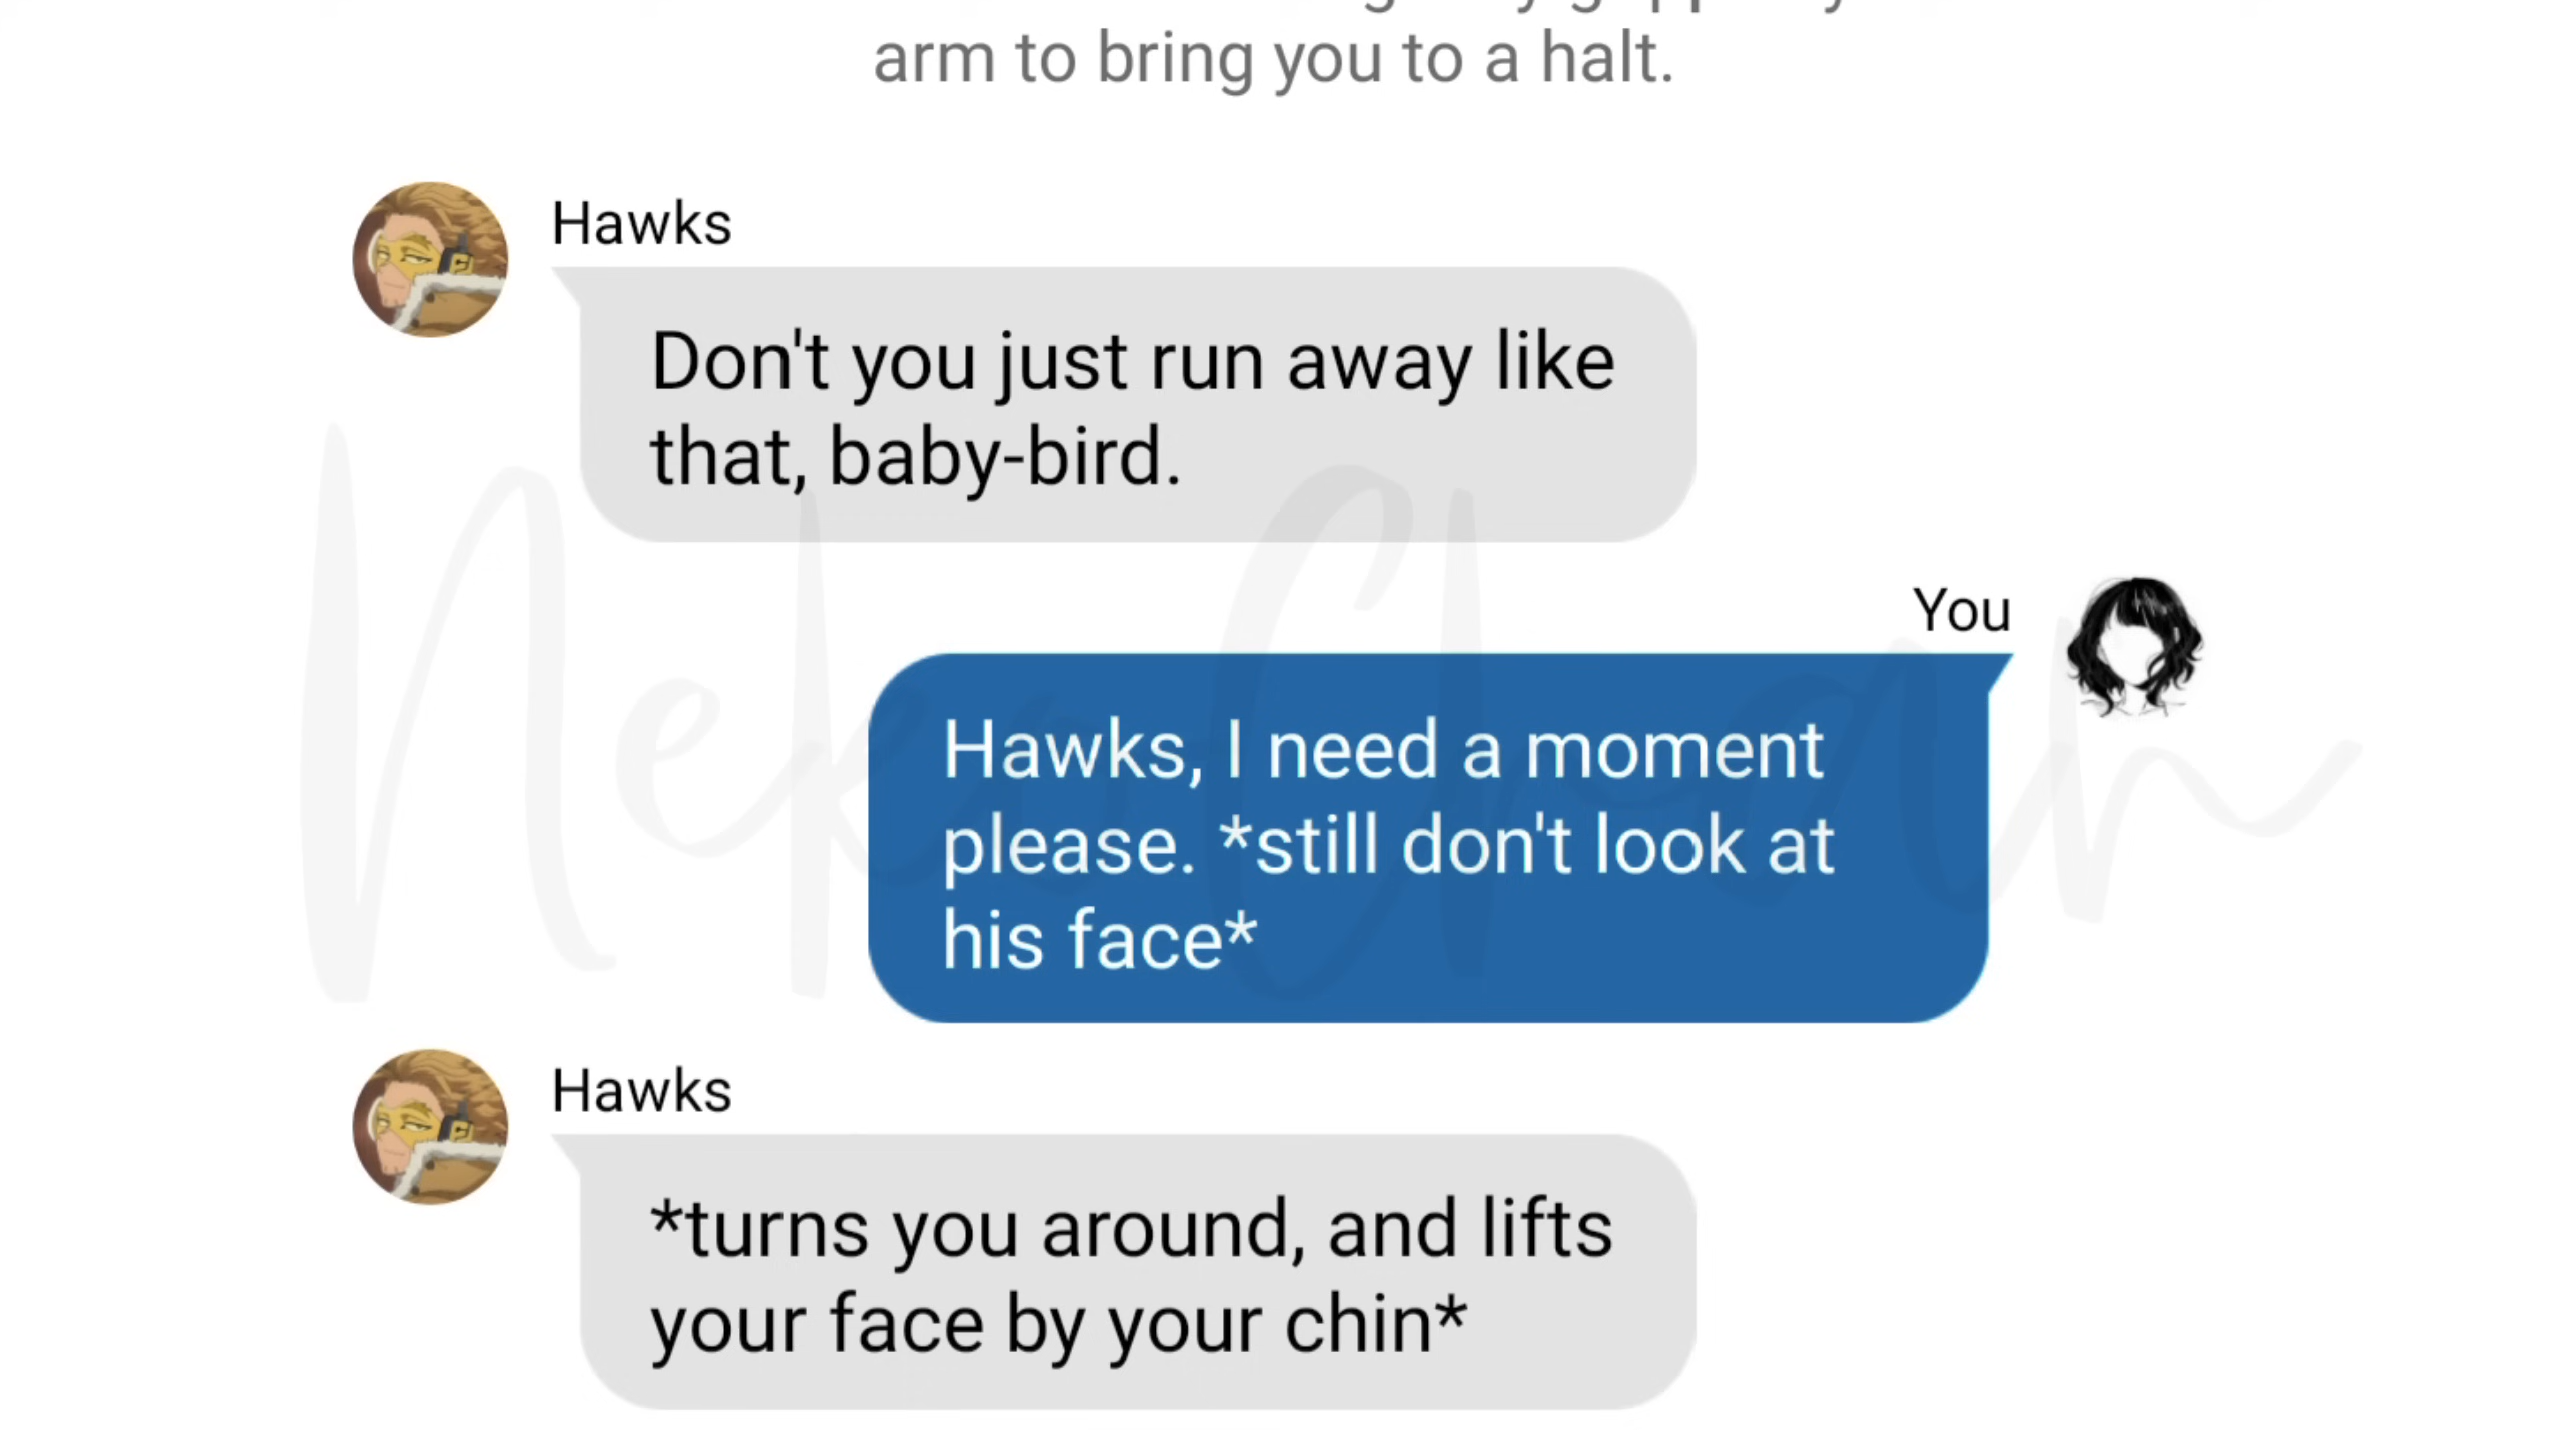 arm to bring you to a halt.
Hawks
Don't you just run away like
that, baby-bird.
You
Hawks, I need a moment
please. *still don't look at
his face*
Hawks
*turns you around, and lifts
your face by your chin*
Neko Chan